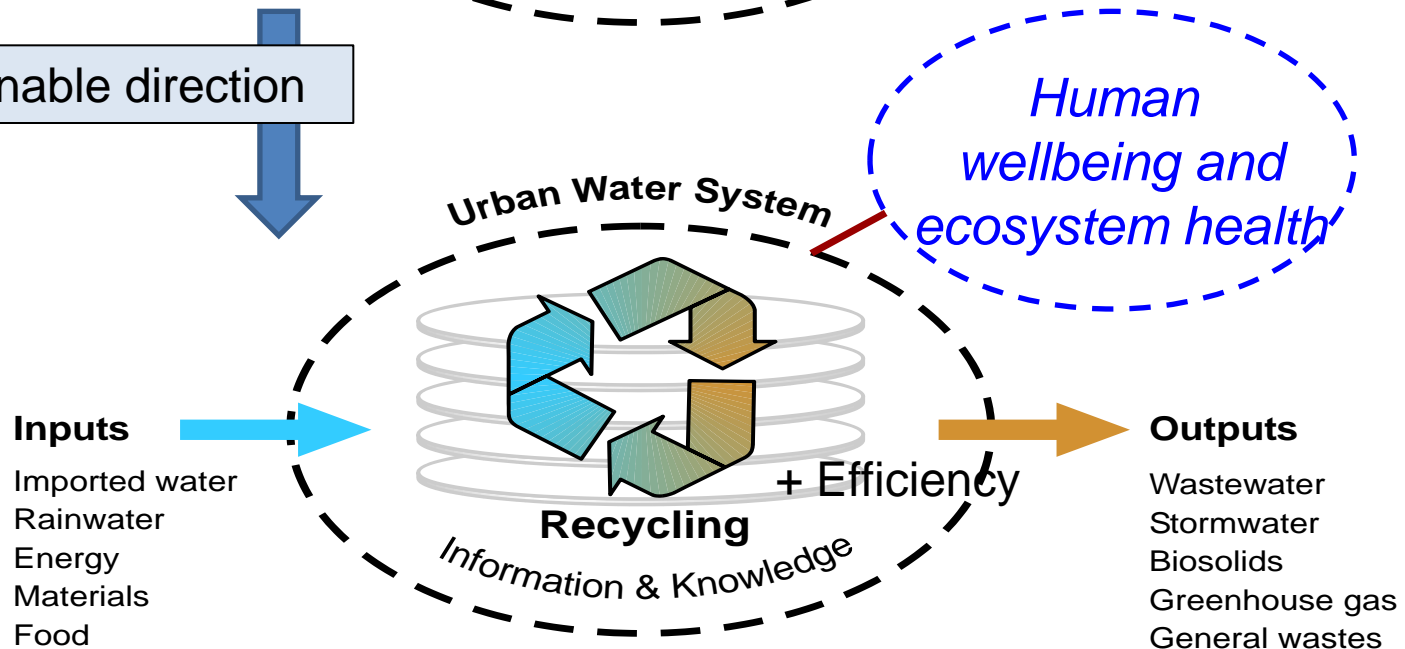 nable direction
Human
wellbeing and
ecosystem health
Urban Water System
Inputs
Imported water
Rainwater
Energy
Materials
Food
+ Efficiency
Recycling
Information & Knowledge
Outputs
Wastewater
Stormwater
Biosolids
Greenhouse gas
General wastes